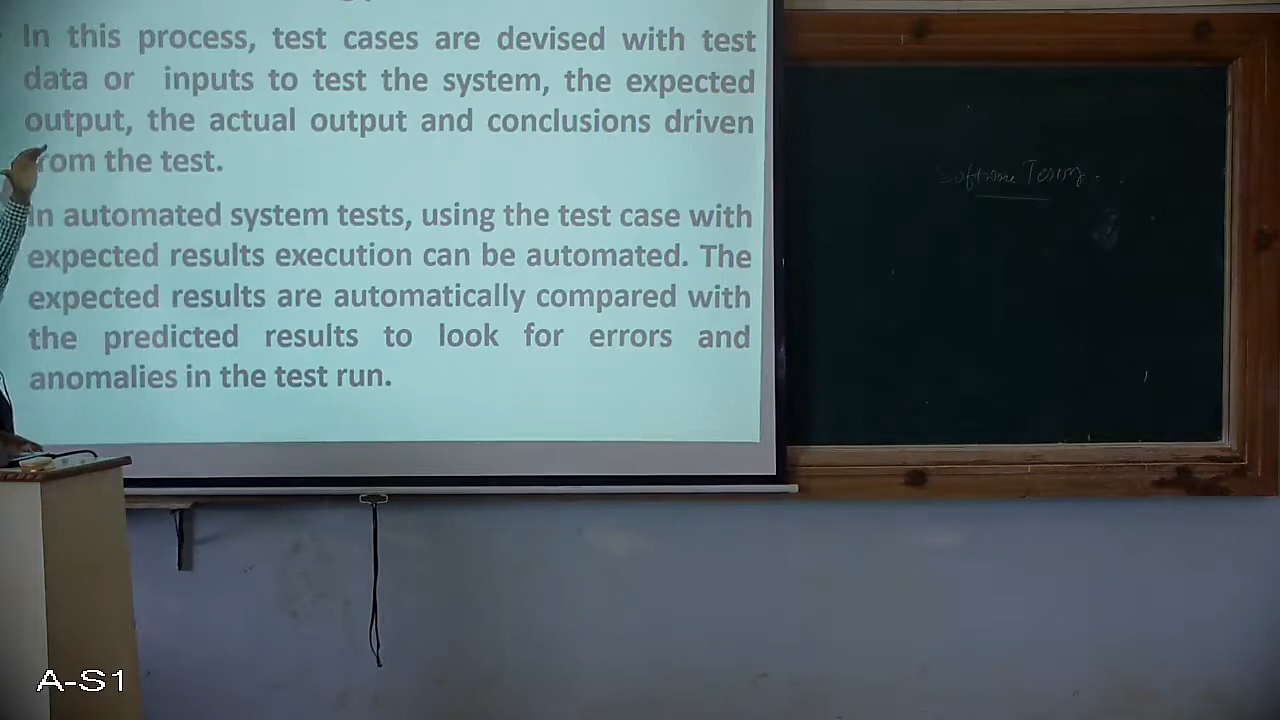 In this process, test cases are devised with test
data or inputs to test the system, the expected
output, the actual output and conclusions driven
from the test.
In automated system tests, using the test case with
expected results execution can be automated. The
expected results are automatically compared with
the predicted results to look for errors and
anomalies in the test run.
Software
A-S1